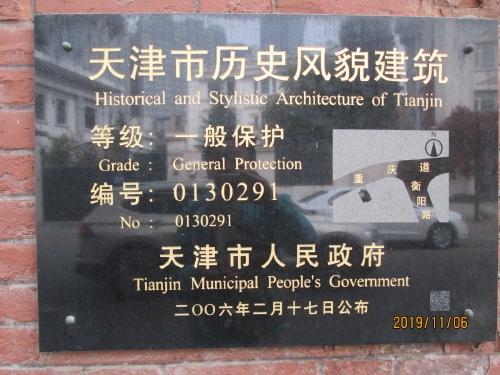 天津市历史风貌建筑
Historical and Stylistic Architecture of Tianjin
等级：一般保护
Grade : General Protection
编号：0130291
No : 0130291
N
重庆道
衡阳路
天津市人民政府
Tianjin Municipal People's Government
二〇〇六年二月十七日公布
2019/11/06